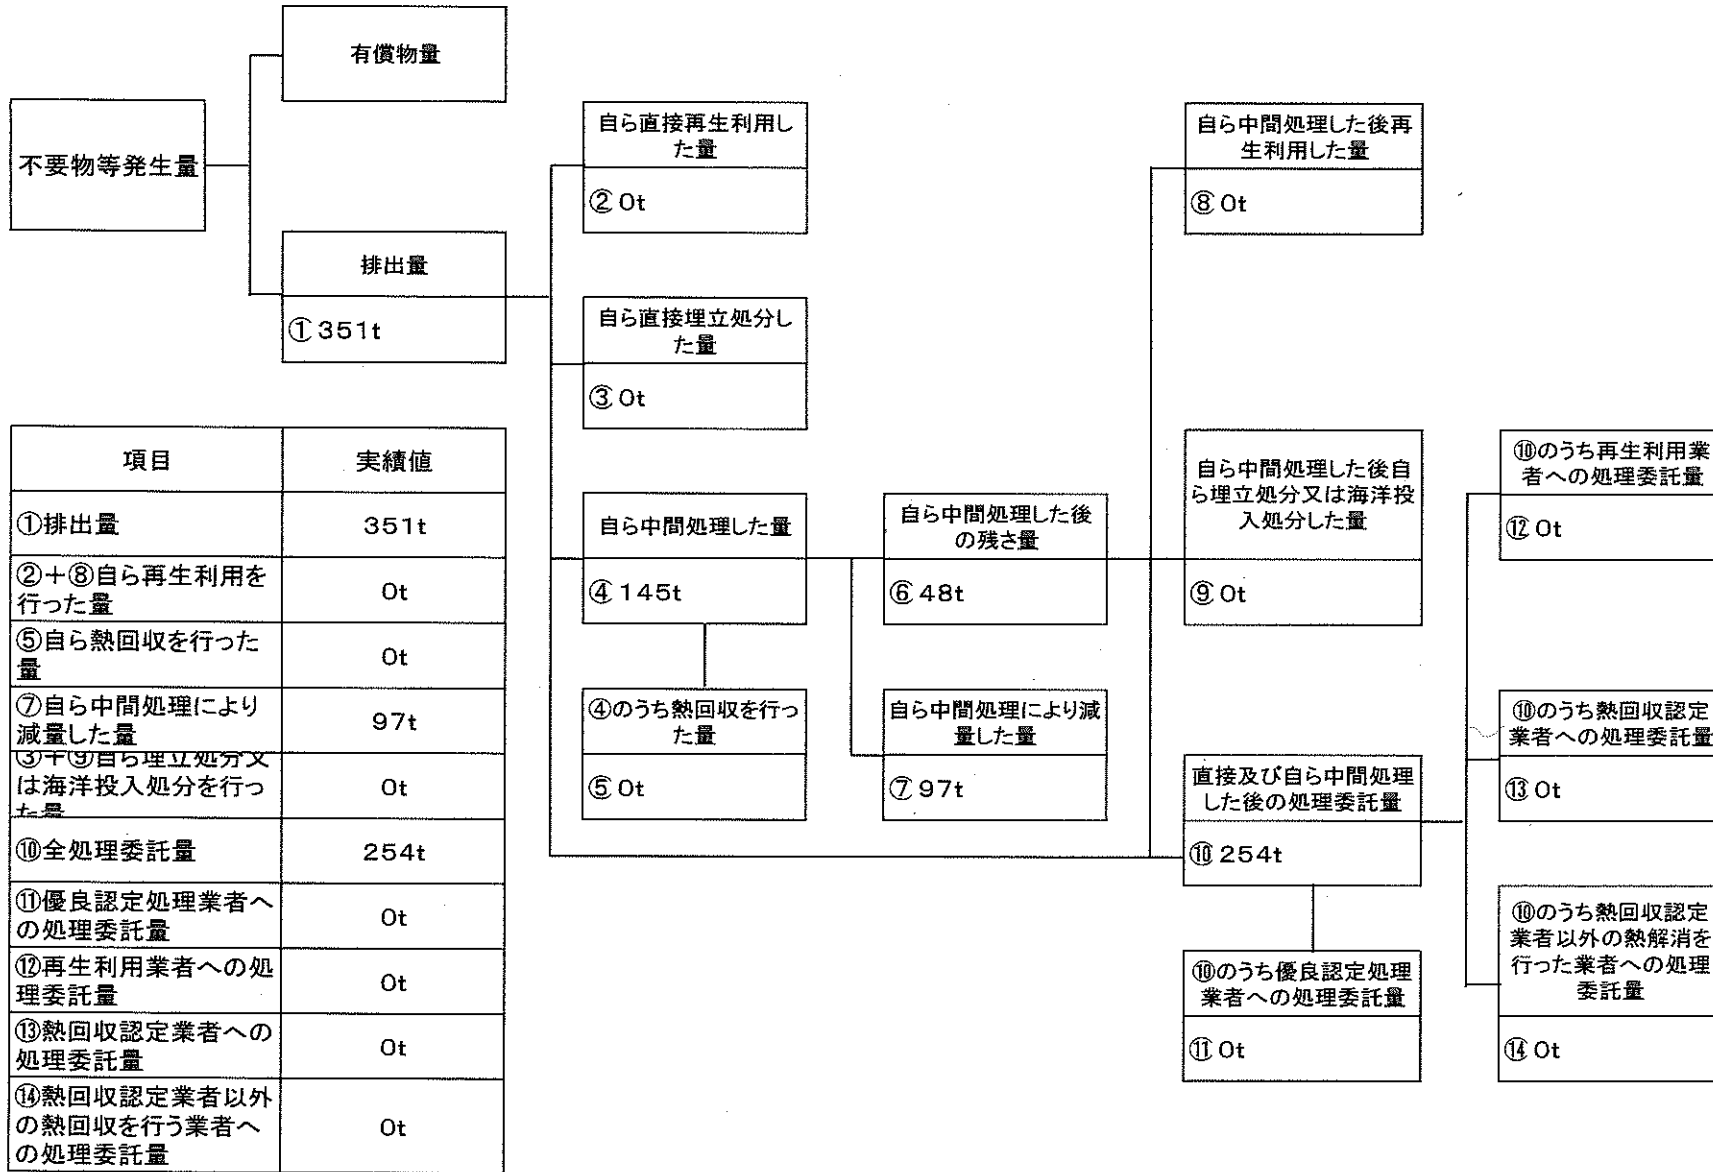 有償物量
不要物等発生量
排出量
①351t
自ら直接再生利用し
た量
②0t
自ら直接埋立処分し
た量
③0t
自ら中間処理した量
④145t
④のうち熱回収を行っ
た量
⑤0t
自ら中間処理した後
の残さ量
⑥48t
自ら中間処理により減
量した量
⑦97t
自ら中間処理した後再
生利用した量
⑧0t
自ら中間処理した後自
ら埋立処分又は海洋投
入処分した量
⑨0t
直接及び自ら中間処理
した後の処理委託量
⑩254t
⑩のうち優良認定処理
業者への処理委託量
⑪0t
⑩のうち再生利用業
者への処理委託量
⑫0t
⑩のうち熱回収認定
業者への処理委託量
⑬0t
⑩のうち熱回収認定
業者以外の熱解消を
行った業者への処理
委託量
⑭0t
項目 実績値
①排出量 351t
②＋⑧自ら再生利用を
行った量 0t
⑤自ら熱回収を行った
量 0t
⑦自ら中間処理により
減量した量 97t
③＋⑨自ら埋立処分又
は海洋投入処分を行っ
た量 0t
⑩全処理委託量 254t
⑪優良認定処理業者へ
の処理委託量 0t
⑫再生利用業者への処
理委託量 0t
⑬熱回収認定業者への
処理委託量 0t
⑭熱回収認定業者以外
の熱回収を行う業者へ
の処理委託量 0t